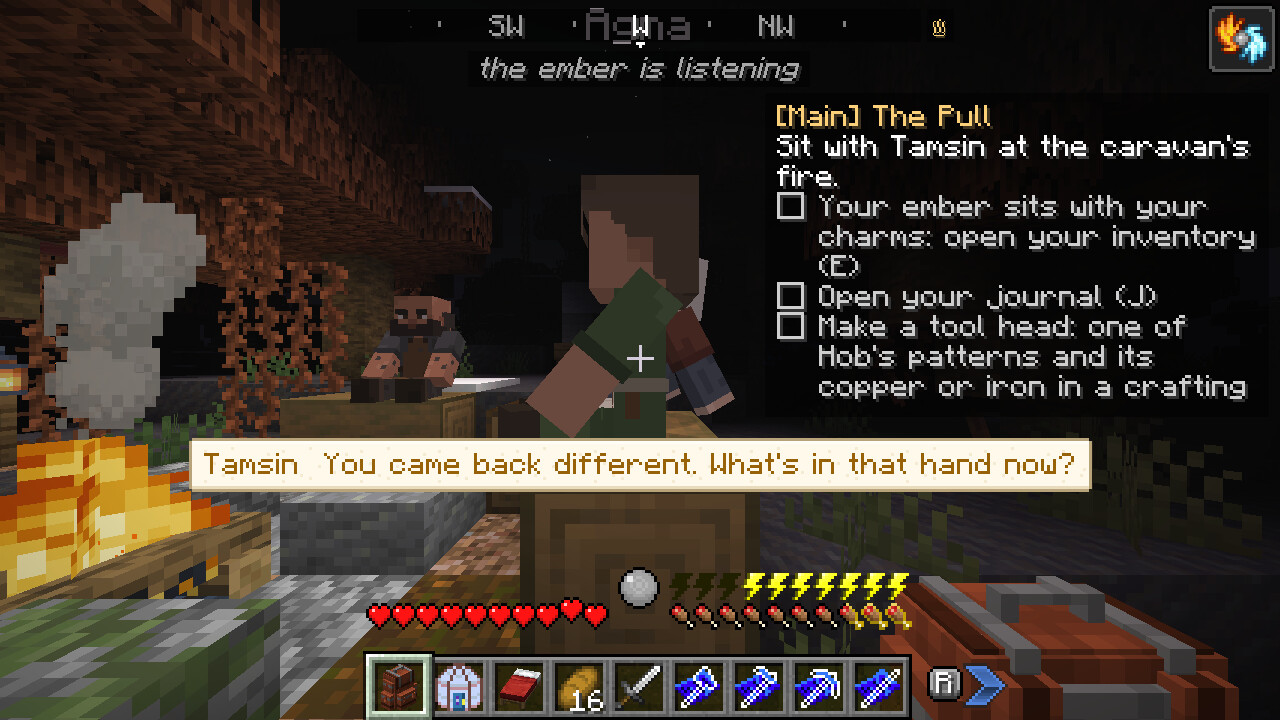 SW
Agna
W
NW
the ember is listening
[Main] The Pull
Sit with Tamsin at the caravan's
fire.
Your ember sits with your
charms: open your inventory
(E)
Open your journal (J)
Make a tool head: one of
Hob's patterns and its
copper or iron in a crafting
Tamsin You came back different. What's in that hand now?
16
R